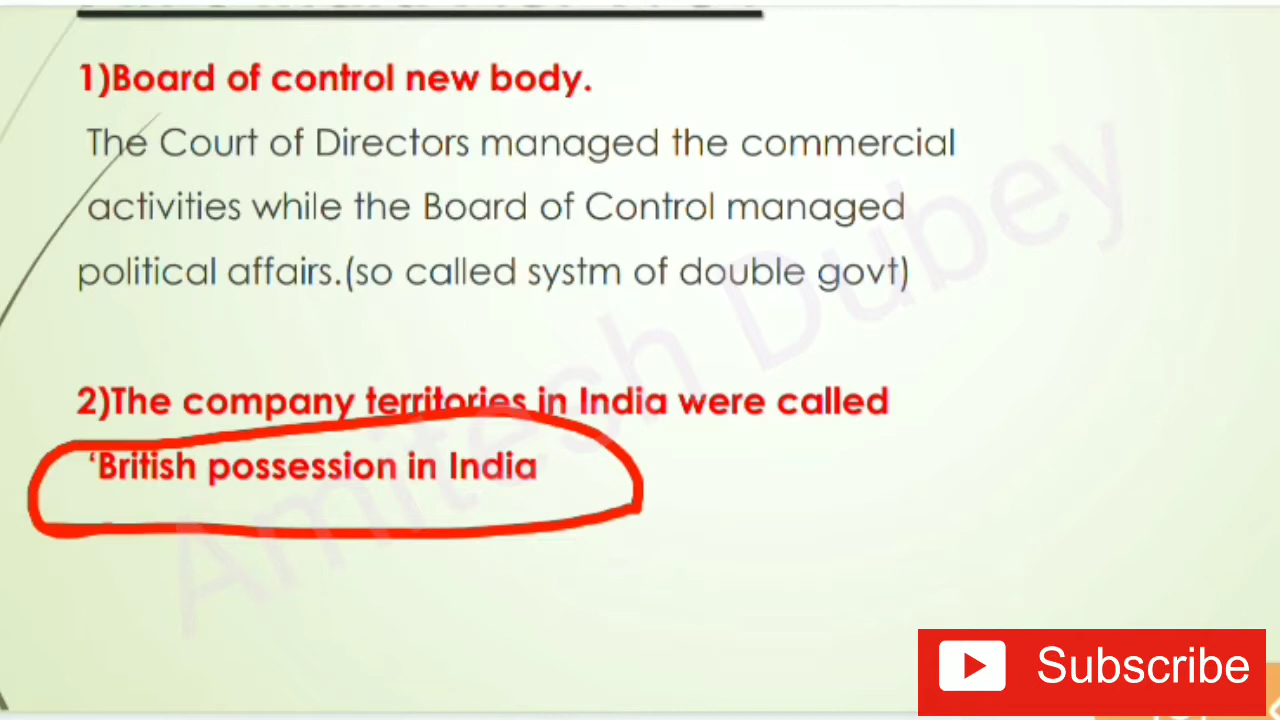 1)Board of control new body.
The Court of Directors managed the commercial
activities while the Board of Control managed
political affairs.(so called systm of double govt)
2)The company territories in India were called
‘British possession in India
Amitesh Dubey
Subscribe